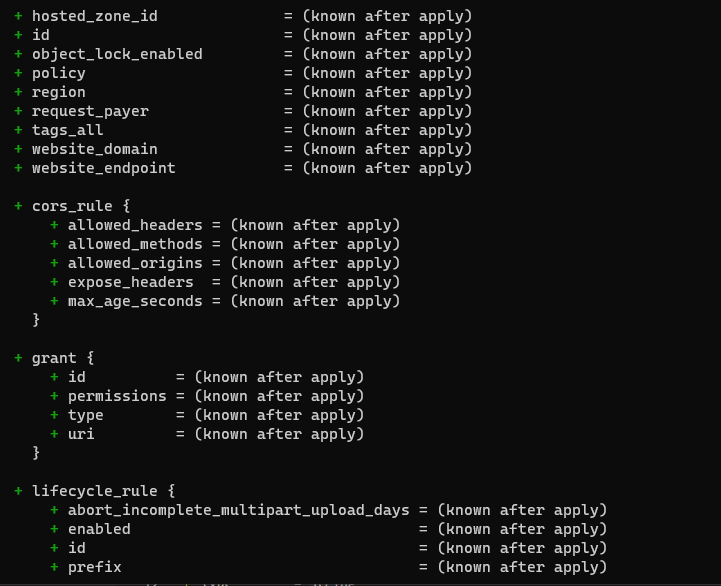 + hosted_zone_id              = (known after apply)
+ id                          = (known after apply)
+ object_lock_enabled         = (known after apply)
+ policy                      = (known after apply)
+ region                      = (known after apply)
+ request_payer               = (known after apply)
+ tags_all                    = (known after apply)
+ website_domain              = (known after apply)
+ website_endpoint            = (known after apply)

+ cors_rule {
    + allowed_headers = (known after apply)
    + allowed_methods = (known after apply)
    + allowed_origins = (known after apply)
    + expose_headers  = (known after apply)
    + max_age_seconds = (known after apply)
  }

+ grant {
    + id          = (known after apply)
    + permissions = (known after apply)
    + type        = (known after apply)
    + uri         = (known after apply)
  }

+ lifecycle_rule {
    + abort_incomplete_multipart_upload_days = (known after apply)
    + enabled                                = (known after apply)
    + id                                     = (known after apply)
    + prefix                                 = (known after apply)